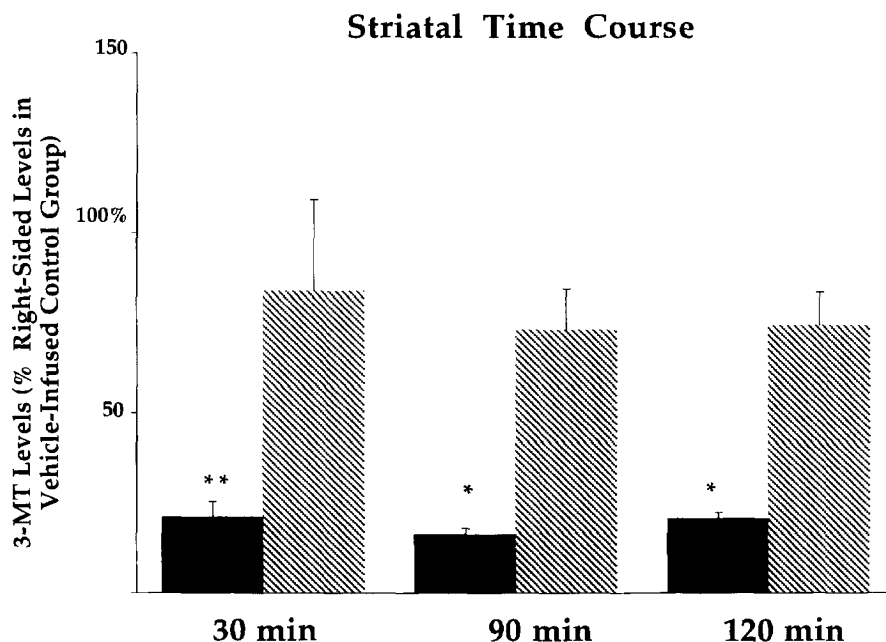 Striatal Time Course
3-MT Levels (% Right-Sided Levels in
Vehicle-Infused Control Group)
150
100%
50
**
*
*
30 min
90 min
120 min